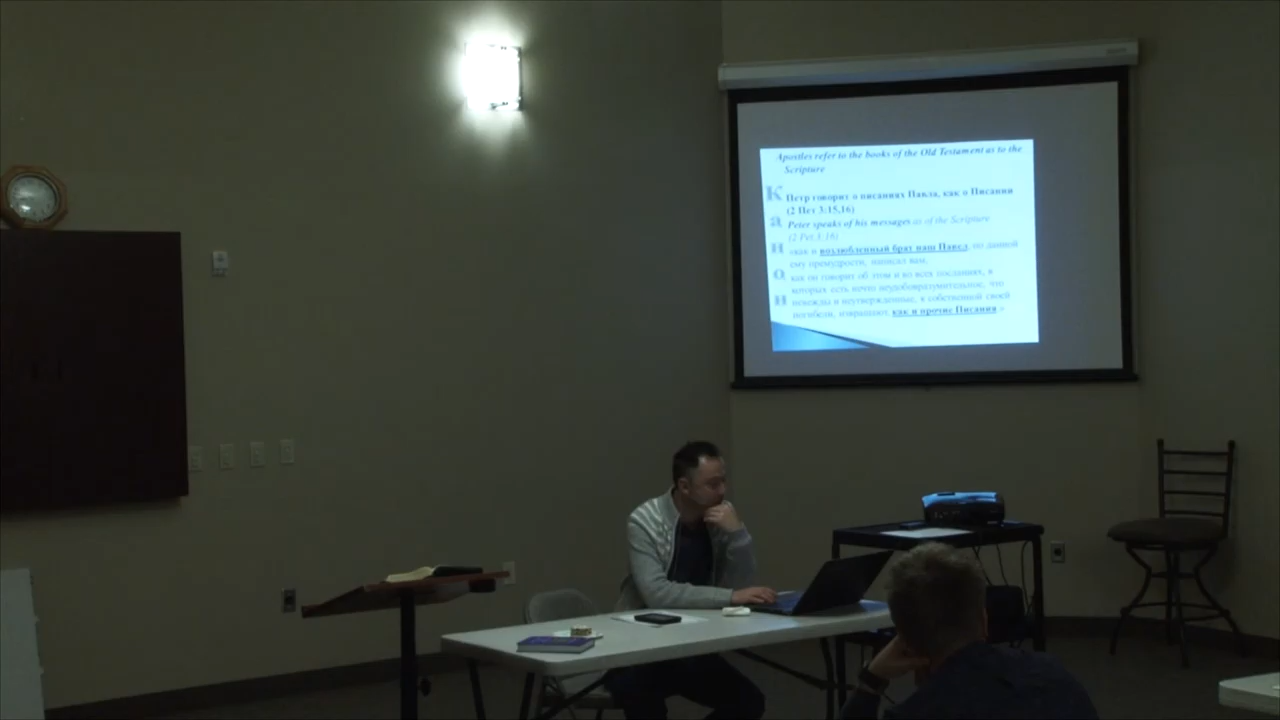 Apostles refer to the books of the Old Testament as to the
Scripture
К Петр говорит о писаниях Павла, как о Писании
(2 Пет 3:15,16)
а Peter speaks of his messages as of the Scripture
(2 Pet.3:16)
н «как и возлюбленный брат наш Павел, по данной
ему премудрости, написал вам,
о как он говорит об этом и во всех посланиях, в
которых есть нечто неудобовразумительное, что
н невежды и неутвержденные, к собственной своей
погибели, извращают, как и прочие Писания.»